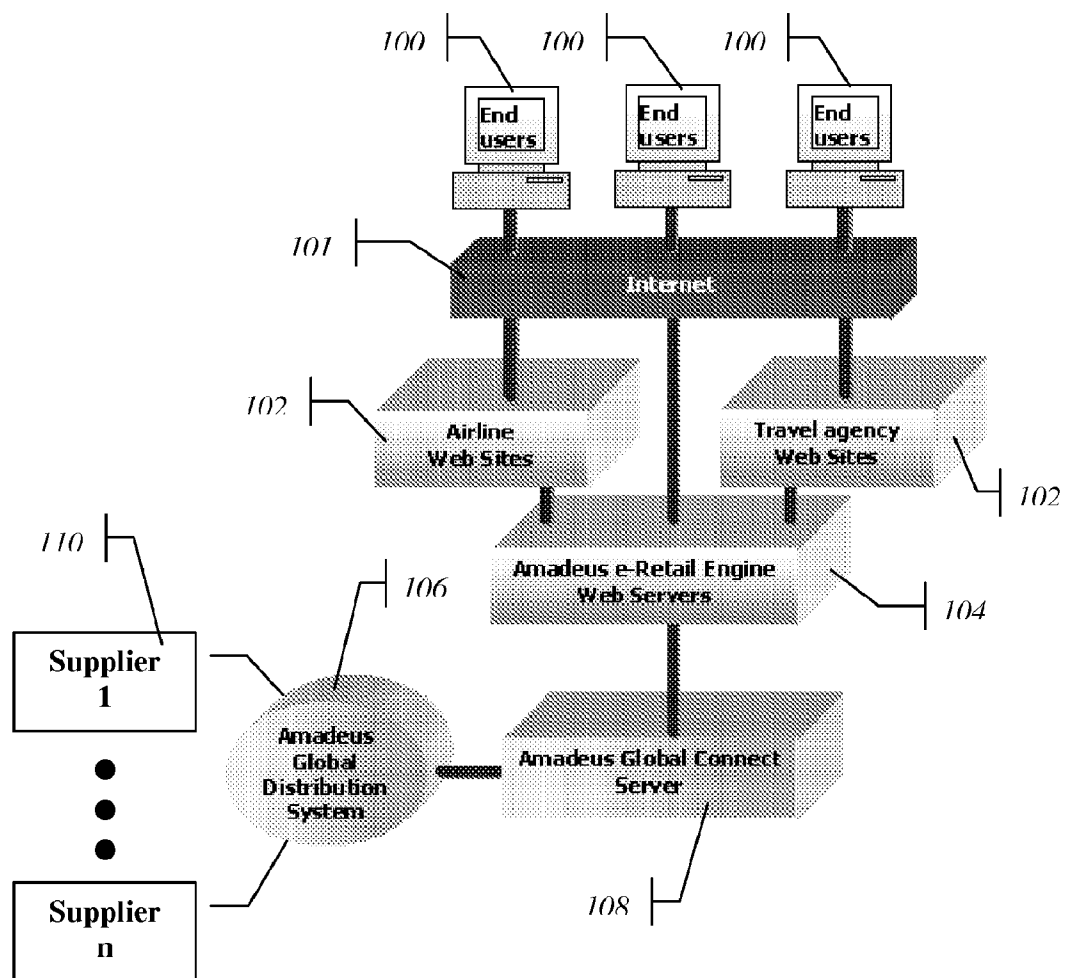 100
100
100
End
users
End
users
End
users
101
Internet
102
Airline
Web Sites
Travel agency
Web Sites
102
110
106
Amadeus e-Retail Engine
Web Servers
104
Supplier
1
Amadeus
Global
Distribution
System
Amadeus Global Connect
Server
Supplier
n
108